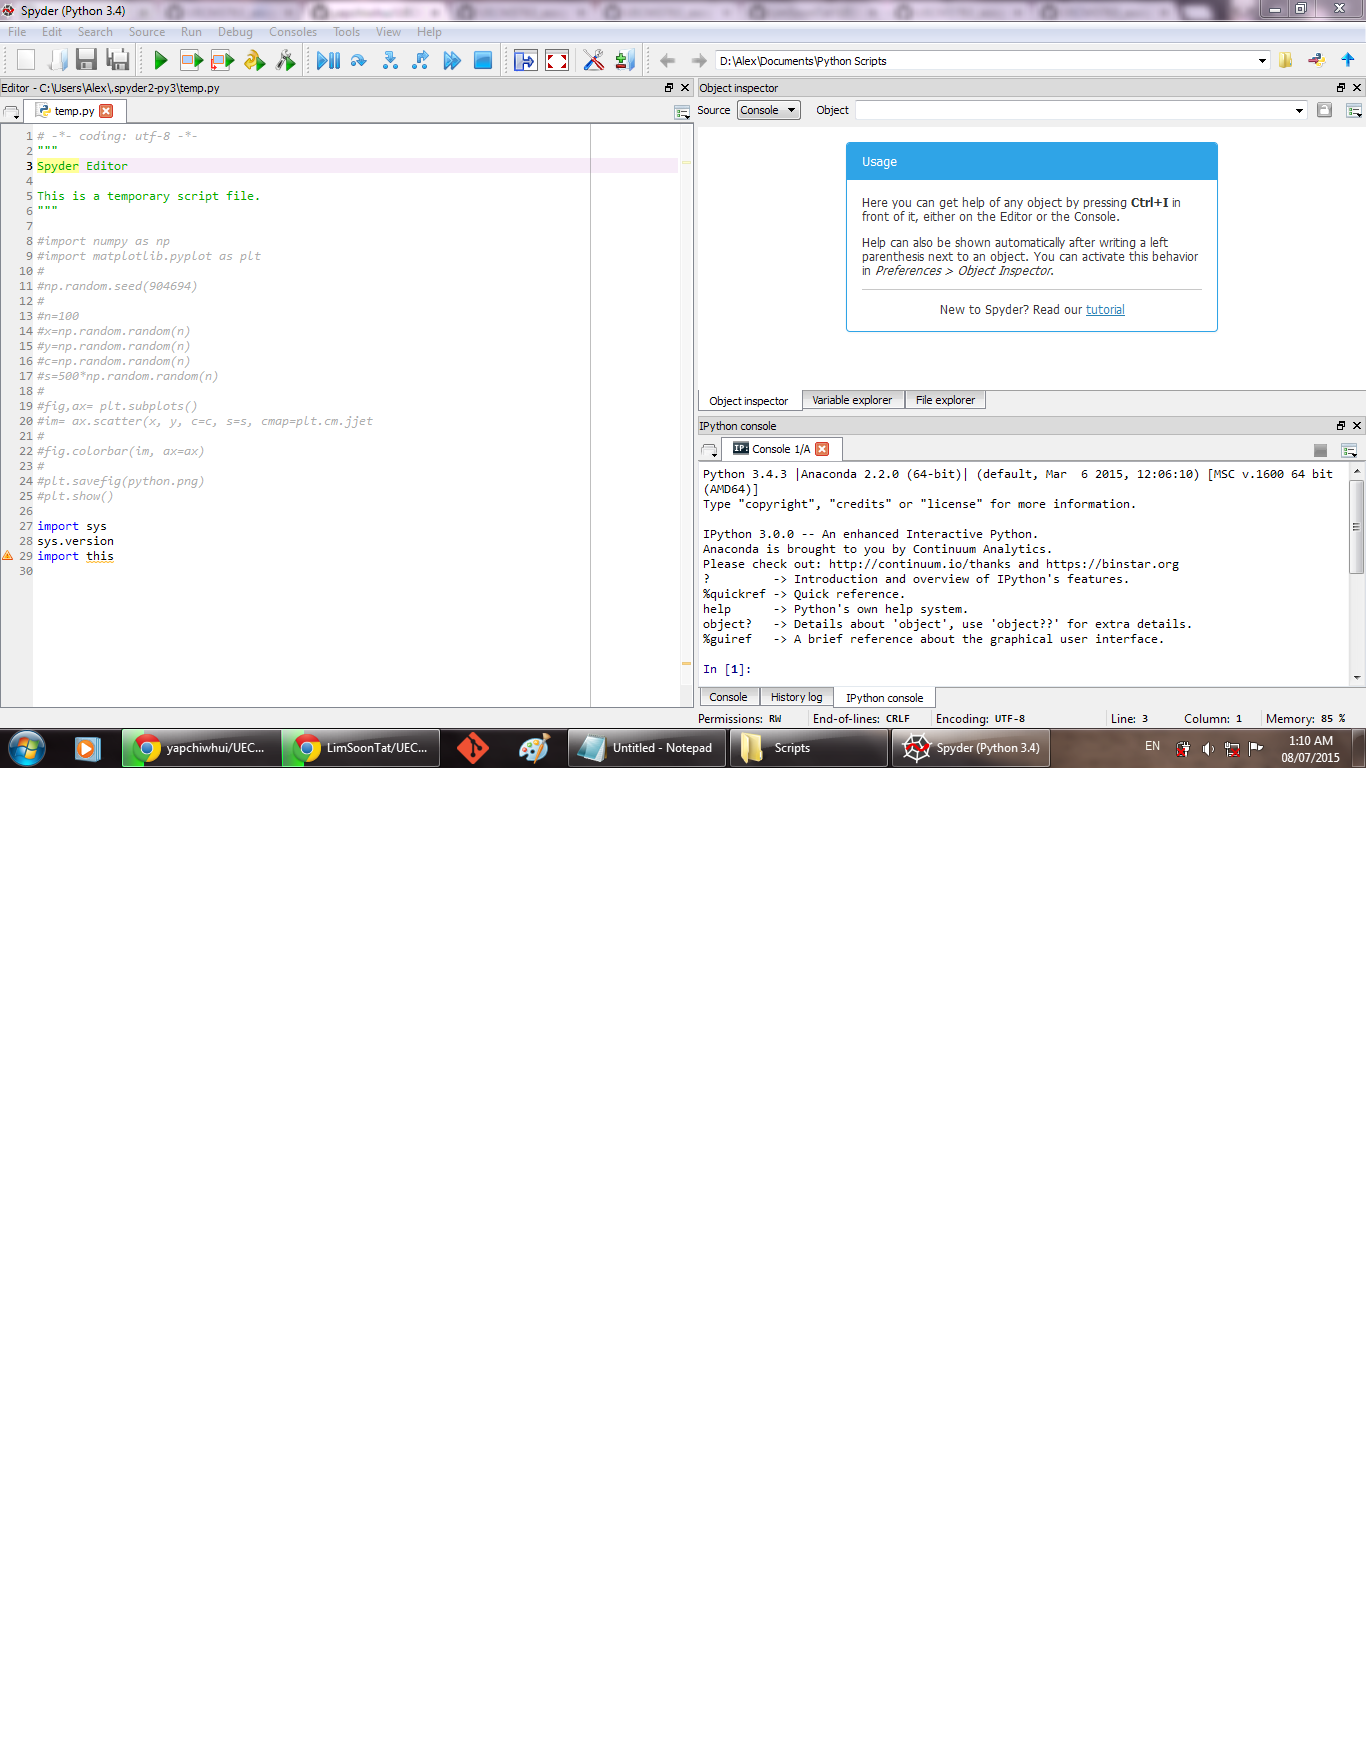 Spyder (Python 3.4)
File Edit Search Source Run Debug Consoles Tools View Help
D:\Alex\Documents\Python Scripts
Editor - C:\Users\Alex\.spyder2-py3\temp.py
temp.py
1 # -*- coding: utf-8 -*-
2 """
3 Spyder Editor
4
5 This is a temporary script file.
6 """
7
8 #import numpy as np
9 #import matplotlib.pyplot as plt
10 #
11 #np.random.seed(904694)
12 #
13 #n=100
14 #x=np.random.random(n)
15 #y=np.random.random(n)
16 #c=np.random.random(n)
17 #s=500*np.random.random(n)
18 #
19 #fig,ax= plt.subplots()
20 #im= ax.scatter(x, y, c=c, s=s, cmap=plt.cm.jjet
21 #
22 #fig.colorbar(im, ax=ax)
23 #
24 #plt.savefig(python.png)
25 #plt.show()
26
27 import sys
28 sys.version
29 import this
30
Object inspector
Source Console Object
Usage
Here you can get help of any object by pressing Ctrl+I in
front of it, either on the Editor or the Console.
Help can also be shown automatically after writing a left
parenthesis next to an object. You can activate this behavior
in Preferences > Object Inspector.
New to Spyder? Read our tutorial
Object inspector Variable explorer File explorer
IPython console
IP: Console 1/A
Python 3.4.3 |Anaconda 2.2.0 (64-bit)| (default, Mar  6 2015, 12:06:10) [MSC v.1600 64 bit
(AMD64)]
Type "copyright", "credits" or "license" for more information.
IPython 3.0.0 -- An enhanced Interactive Python.
Anaconda is brought to you by Continuum Analytics.
Please check out: http://continuum.io/thanks and https://binstar.org
?         -> Introduction and overview of IPython's features.
%quickref -> Quick reference.
help      -> Python's own help system.
object?   -> Details about 'object', use 'object??' for extra details.
%guiref   -> A brief reference about the graphical user interface.
In [1]:
Console History log IPython console
Permissions: RW End-of-lines: CRLF Encoding: UTF-8 Line: 3 Column: 1 Memory: 85 %
yapchiwhui/UEC... LimSoonTat/UEC... Untitled - Notepad Scripts Spyder (Python 3.4) EN 1:10 AM
08/07/2015